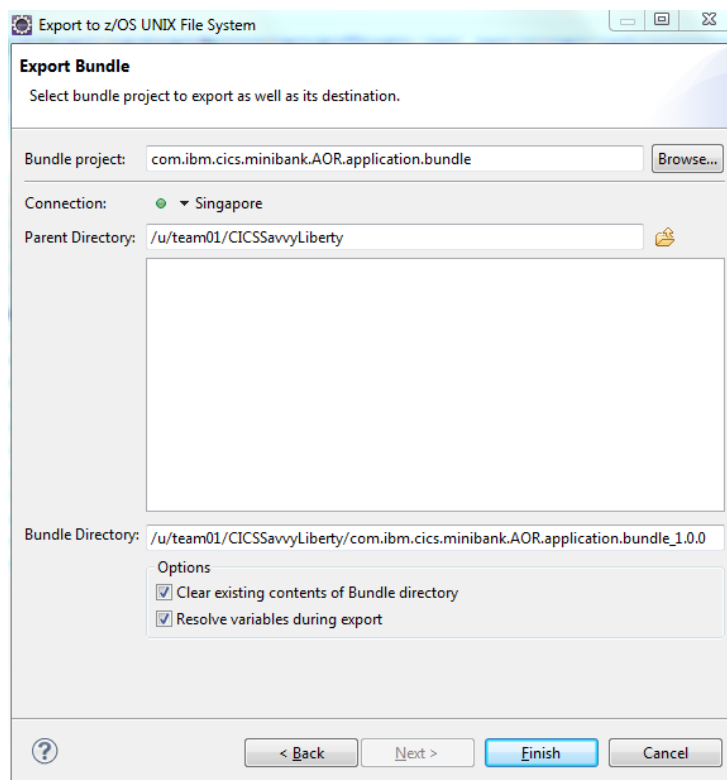 Export to z/OS UNIX File System
Export Bundle
Select bundle project to export as well as its destination.
Bundle project: com.ibm.cics.minibank.AOR.application.bundle Browse...
Connection: Singapore
Parent Directory: /u/team01/CICSSavvyLiberty
Bundle Directory: /u/team01/CICSSavvyLiberty/com.ibm.cics.minibank.AOR.application.bundle_1.0.0
Options
Clear existing contents of Bundle directory
Resolve variables during export
? < Back Next > Finish Cancel